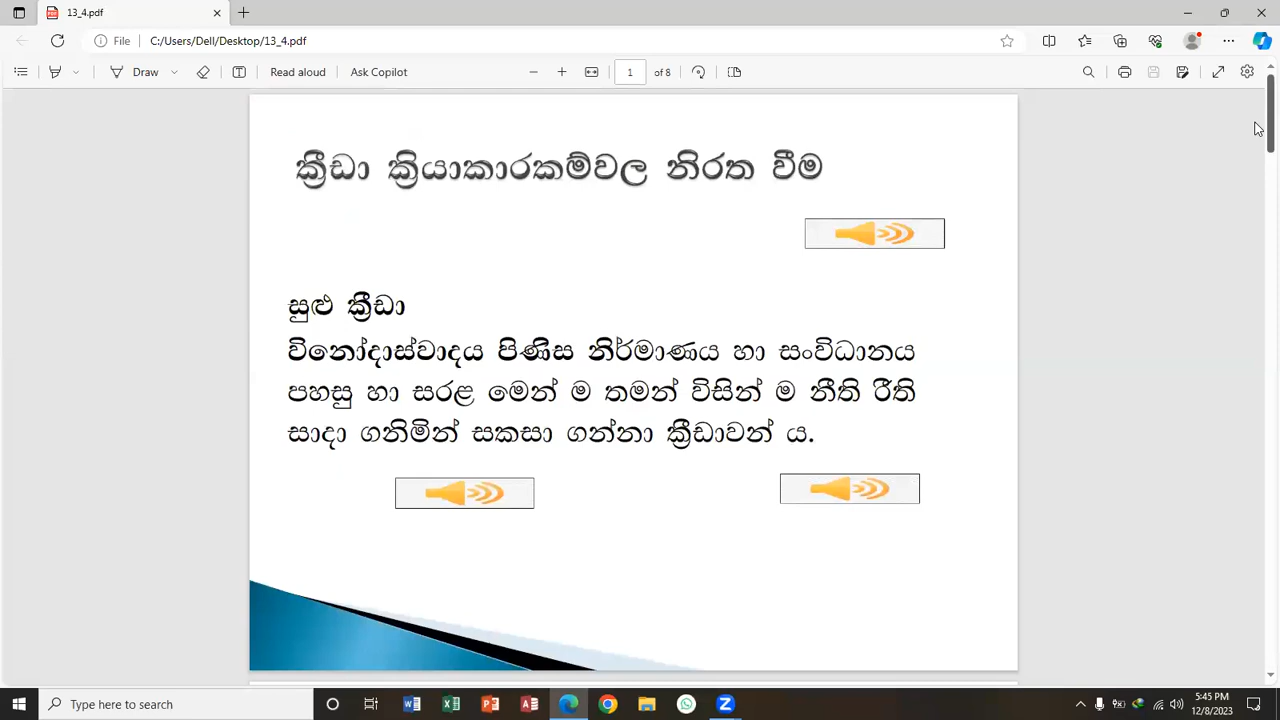 13_4.pdf
File C:/Users/Dell/Desktop/13_4.pdf
Draw Read aloud Ask Copilot 1 of 8
ක්‍රීඩා ක්‍රියාකාරකම්වල නිරත වීම
සුළු ක්‍රීඩා
විනෝදාස්වාදය පිණිස නිර්මාණය හා සංවිධානය
පහසු හා සරළ මෙන් ම තමන් විසින් ම නීති රීති
සාදා ගනිමින් සකසා ගන්නා ක්‍රීඩාවන් ය.
Type here to search
5:45 PM
12/8/2023